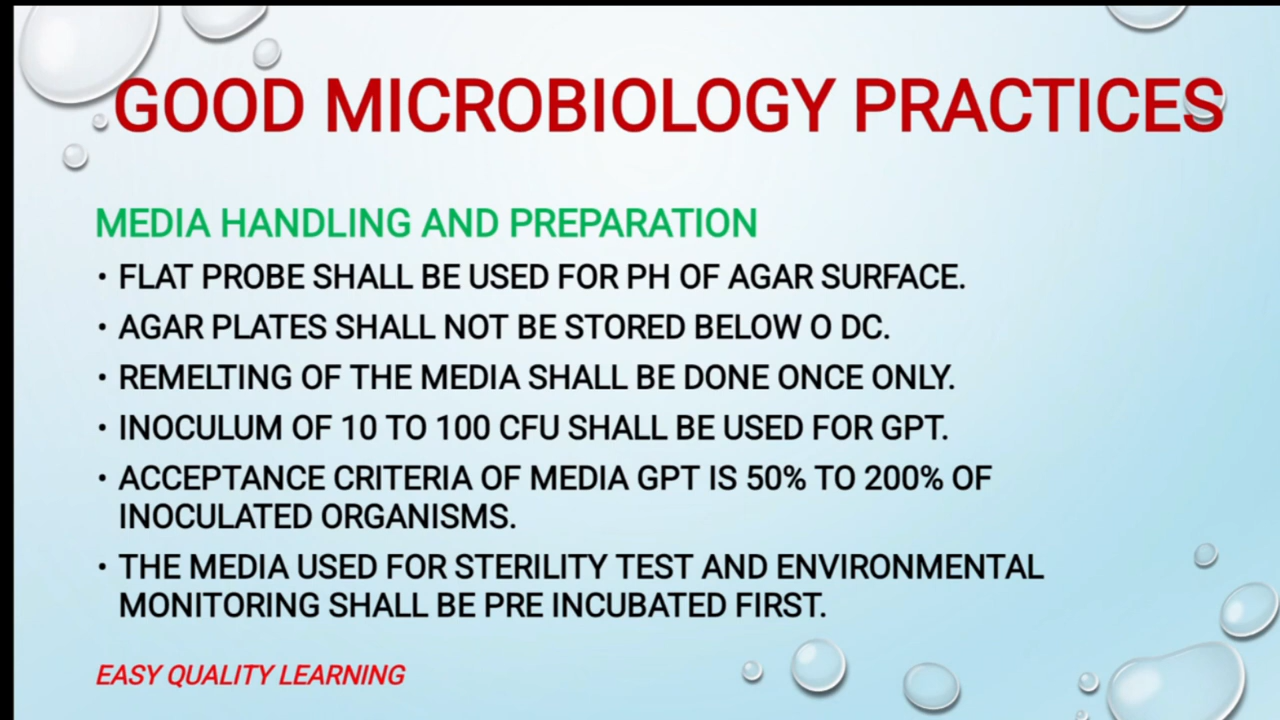 GOOD MICROBIOLOGY PRACTICES
MEDIA HANDLING AND PREPARATION
• FLAT PROBE SHALL BE USED FOR PH OF AGAR SURFACE.
• AGAR PLATES SHALL NOT BE STORED BELOW O DC.
• REMELTING OF THE MEDIA SHALL BE DONE ONCE ONLY.
• INOCULUM OF 10 TO 100 CFU SHALL BE USED FOR GPT.
• ACCEPTANCE CRITERIA OF MEDIA GPT IS 50% TO 200% OF
INOCULATED ORGANISMS.
• THE MEDIA USED FOR STERILITY TEST AND ENVIRONMENTAL
MONITORING SHALL BE PRE INCUBATED FIRST.
EASY QUALITY LEARNING